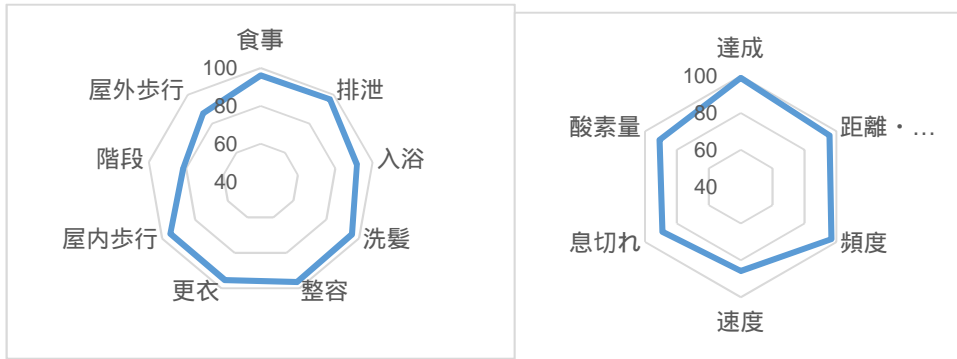 食事
排泄
入浴
洗髪
整容
更衣
屋内歩行
階段
屋外歩行
100
80
60
40
達成
距離・…
頻度
速度
息切れ
酸素量
100
80
60
40